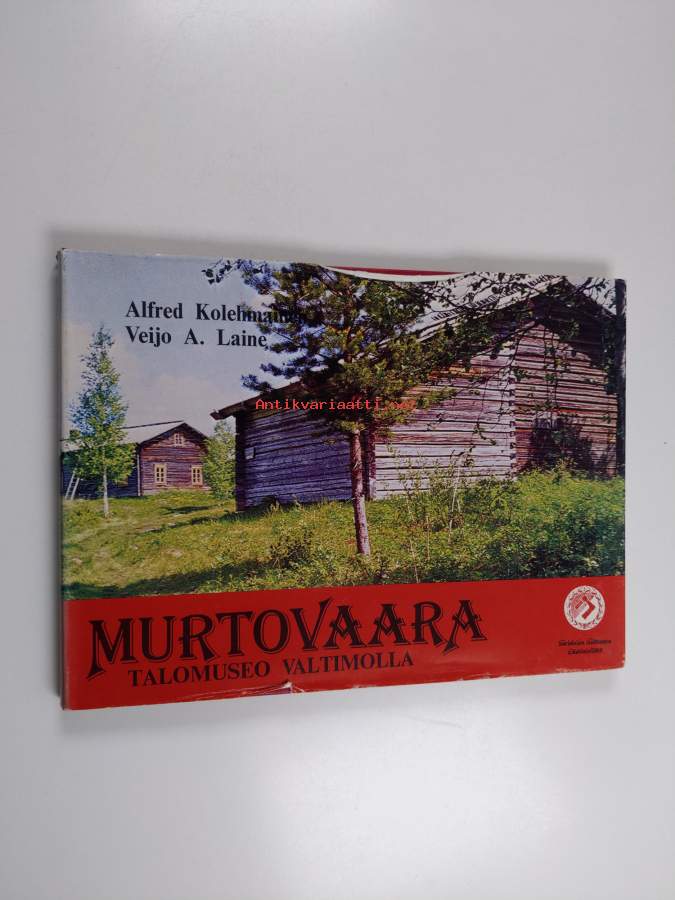 Alfred Kolehmainen
Veijo A. Laine
Antikvariaatti.net
MURTOVAARA
TALOMUSEO VALTIMOLLA